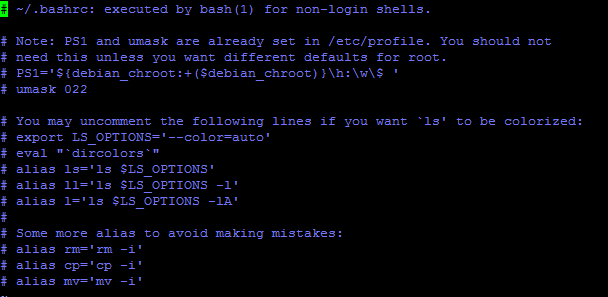 # ~/.bashrc: executed by bash(1) for non-login shells.
# Note: PS1 and umask are already set in /etc/profile. You should not
# need this unless you want different defaults for root.
# PS1='${debian_chroot:+($debian_chroot)}\h:\w\$ '
# umask 022
# You may uncomment the following lines if you want `ls' to be colorized:
# export LS_OPTIONS='--color=auto'
# eval "`dircolors`"
# alias ls='ls $LS_OPTIONS'
# alias ll='ls $LS_OPTIONS -l'
# alias l='ls $LS_OPTIONS -lA'
#
# Some more alias to avoid making mistakes:
# alias rm='rm -i'
# alias cp='cp -i'
# alias mv='mv -i'